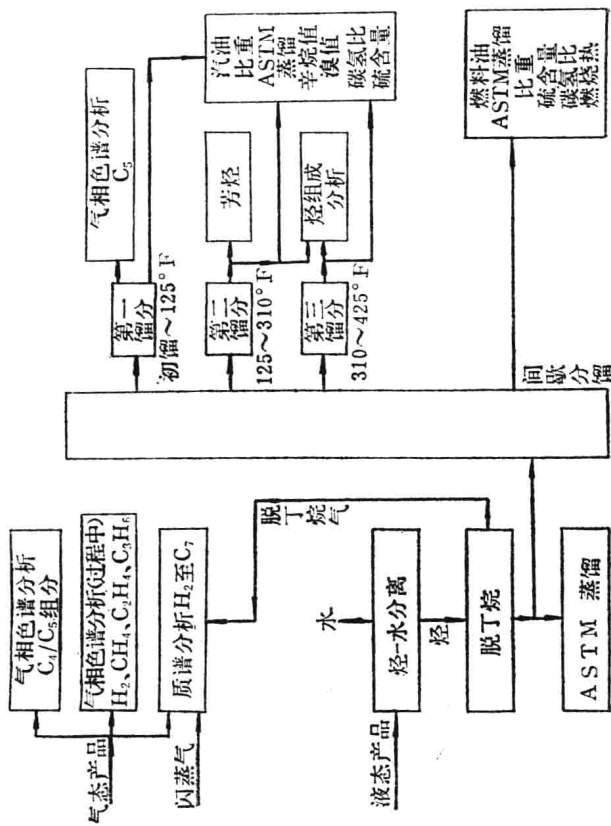 气态产品
气相色谱分析
C₄/C₅组分
气相色谱分析(过程中)
H₂、CH₄、C₂H₄、C₃H₆
质谱分析H₂至C₇
闪蒸气
脱丁烷气
水
液态产品
烃-水分离
烃
脱丁烷
ASTM 蒸馏
间歇分馏
第一
馏分
初馏~125°F
气相色谱分析
C₅
第二
馏分
125~310°F
芳烃
第三
馏分
310~425°F
烃组成
分析
汽油
比重
ASTM
蒸馏
辛烷值
溴值
碳氢比
硫含量
燃料油
ASTM蒸馏
比重
硫含量
碳氢比
燃烧热